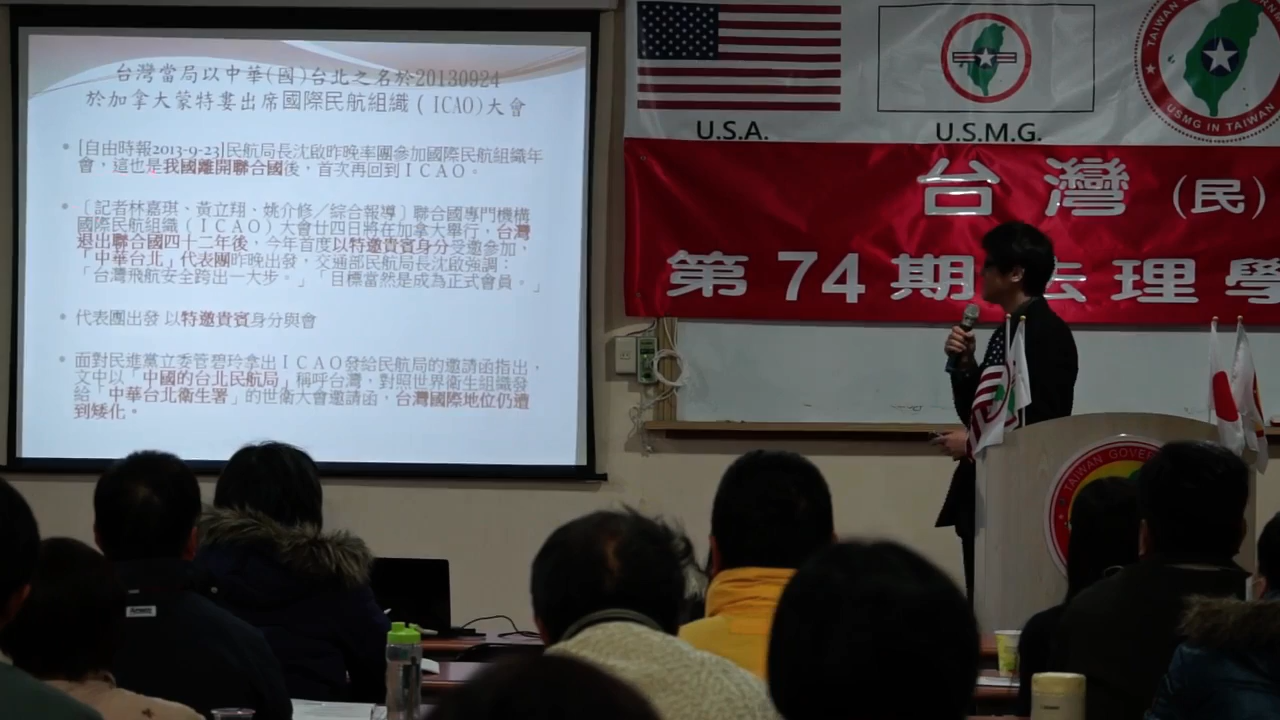 台灣當局以中華(國)台北之名於20130924
於加拿大蒙特婁出席國際民航組織 ( ICAO)大會
• [自由時報2013-9-23]民航局長沈啟昨晚率團參加國際民航組織年
會，這也是我國離開聯合國後，首次再回到ＩＣＡＯ。
• 〔記者林嘉琪、黃立翔、姚介修／綜合報導〕聯合國專門機構
國際民航組織（ＩＣＡＯ）大會廿四日將在加拿大舉行，台灣
退出聯合國四十二年後，今年首度以特邀貴賓身分受邀參加，
「中華台北」代表團昨晚出發，交通部民航局長沈啟強調：
「台灣飛航安全跨出一大步。」「目標當然是成為正式會員。」
• 代表團出發 以特邀貴賓身分與會
• 面對民進黨立委管碧玲拿出ＩＣＡＯ發給民航局的邀請函指出，
文中以「中國的台北民航局」稱呼台灣，對照世界衛生組織發
給「中華台北衛生署」的世衛大會邀請函，台灣國際地位仍遭
到矮化。
U.S.A.
U.S.M.G.
USMG IN TAIWAN
台灣(民)
第74期法理學
TAIWAN GOVER